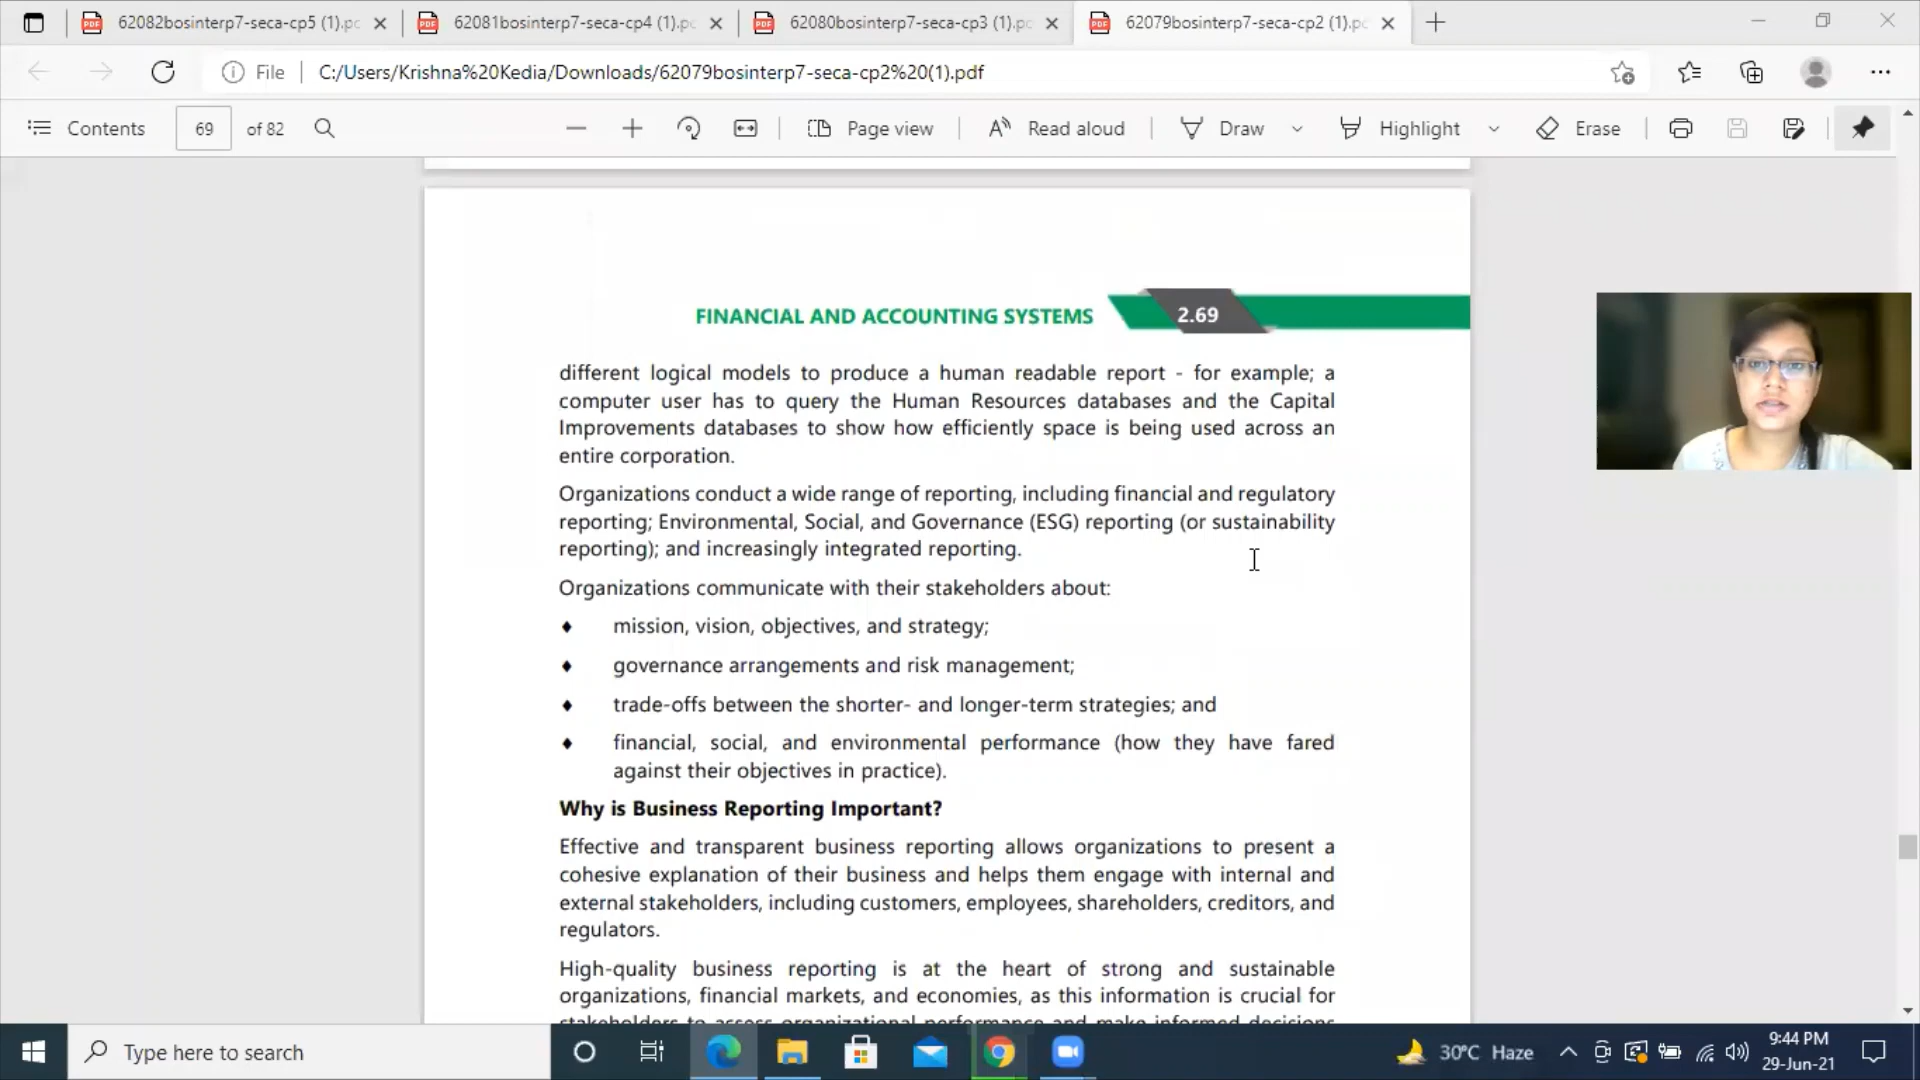 62082bosinterp7-seca-cp5 (1).pc
62081bosinterp7-seca-cp4 (1).pc
62080bosinterp7-seca-cp3 (1).pc
62079bosinterp7-seca-cp2 (1).pc
File
C:/Users/Krishna%20Kedia/Downloads/62079bosinterp7-seca-cp2%20(1).pdf
Contents
69
of 82
Page view
Read aloud
Draw
Highlight
Erase
FINANCIAL AND ACCOUNTING SYSTEMS
2.69
different logical models to produce a human readable report - for example; a
computer user has to query the Human Resources databases and the Capital
Improvements databases to show how efficiently space is being used across an
entire corporation.
Organizations conduct a wide range of reporting, including financial and regulatory
reporting; Environmental, Social, and Governance (ESG) reporting (or sustainability
reporting); and increasingly integrated reporting.
Organizations communicate with their stakeholders about:
♦ mission, vision, objectives, and strategy;
♦ governance arrangements and risk management;
♦ trade-offs between the shorter- and longer-term strategies; and
♦ financial, social, and environmental performance (how they have fared
against their objectives in practice).
Why is Business Reporting Important?
Effective and transparent business reporting allows organizations to present a
cohesive explanation of their business and helps them engage with internal and
external stakeholders, including customers, employees, shareholders, creditors, and
regulators.
High-quality business reporting is at the heart of strong and sustainable
organizations, financial markets, and economies, as this information is crucial for
stakeholders to assess organizational performance and make informed decisions
Type here to search
30°C Haze
9:44 PM
29-Jun-21